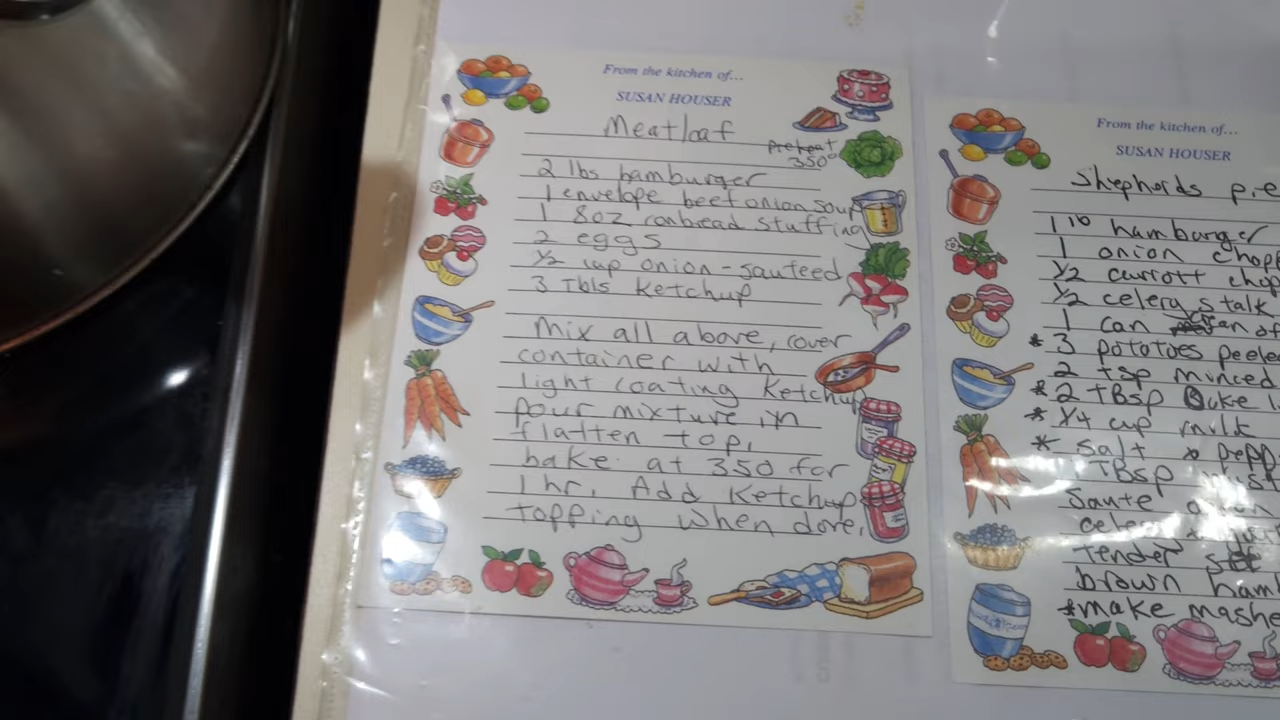 From the kitchen of...
SUSAN HOUSER
Meatloaf
preheat
350°
2 lbs hamburger
1 envelope beef onion soup
1 8oz conbread stuffing
2 eggs
1/2 cup onion - sauteed
3 Tbls Ketchup
Mix all above, cover
container with
light coating Ketchup
pour mixture in
flatten top,
bake at 350 for
1 hr. Add Ketchup
topping when done.
From the kitchen of...
SUSAN HOUSER
Shepherds pie
1 lb hamburger
1 onion chop
1/2 carrott chop
1/2 celery stalk
1 can of
* 3 pototoes peele
2 tsp minced
* 2 TBsp
* 1/4 cup milk
* salt & pepp
TBsp
Saute
tender
brown ham
*make mashe